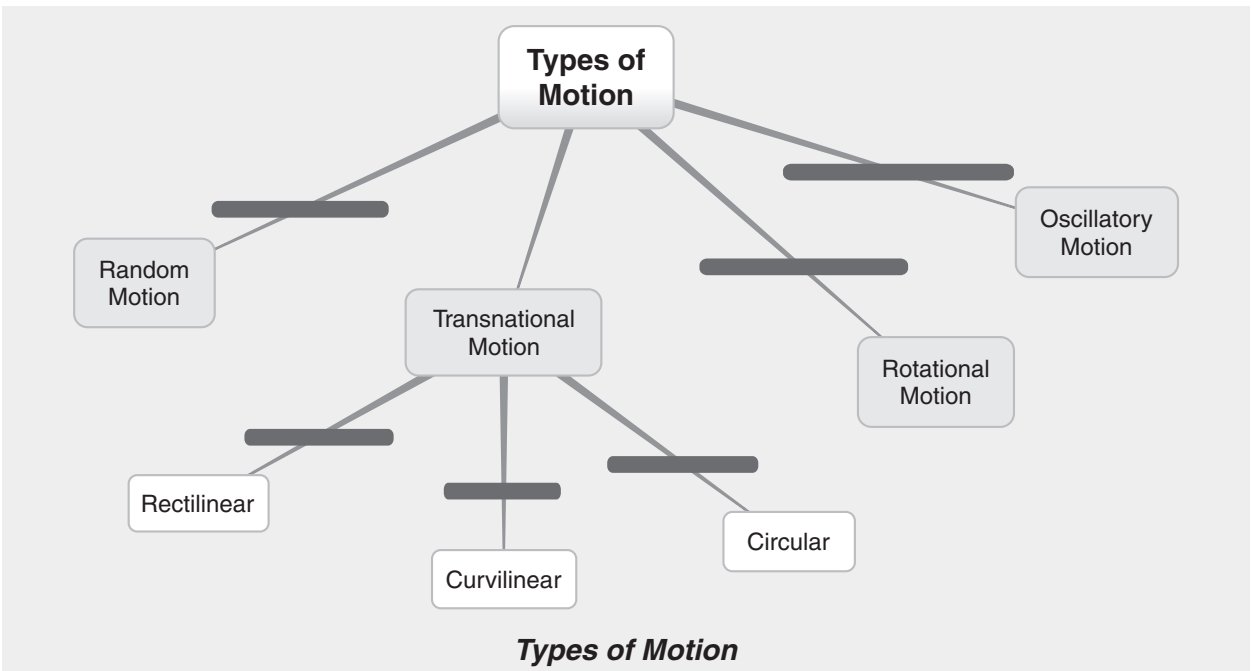 Types of
Motion
Oscillatory
Motion
Random
Motion
Transnational
Motion
Rotational
Motion
Rectilinear
Circular
Curvilinear
Types of Motion